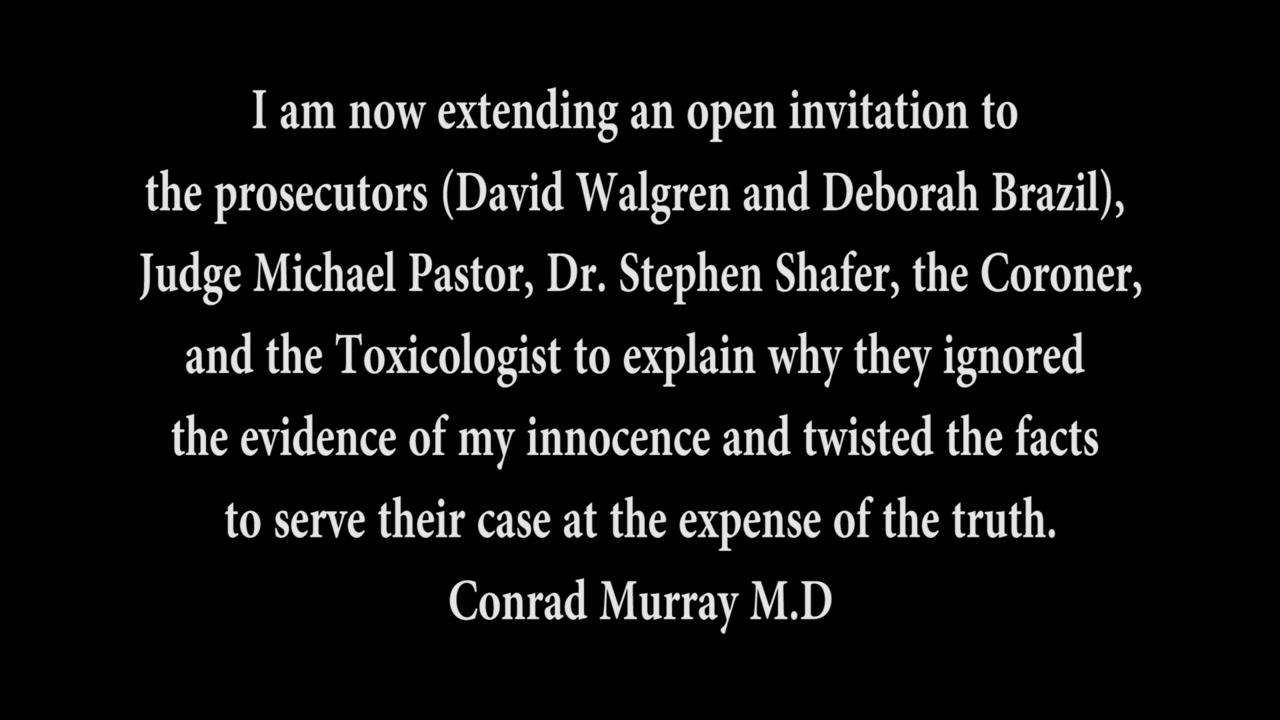 I am now extending an open invitation to
the prosecutors (David Walgren and Deborah Brazil),
Judge Michael Pastor, Dr. Stephen Shafer, the Coroner,
and the Toxicologist to explain why they ignored
the evidence of my innocence and twisted the facts
to serve their case at the expense of the truth.
Conrad Murray M.D